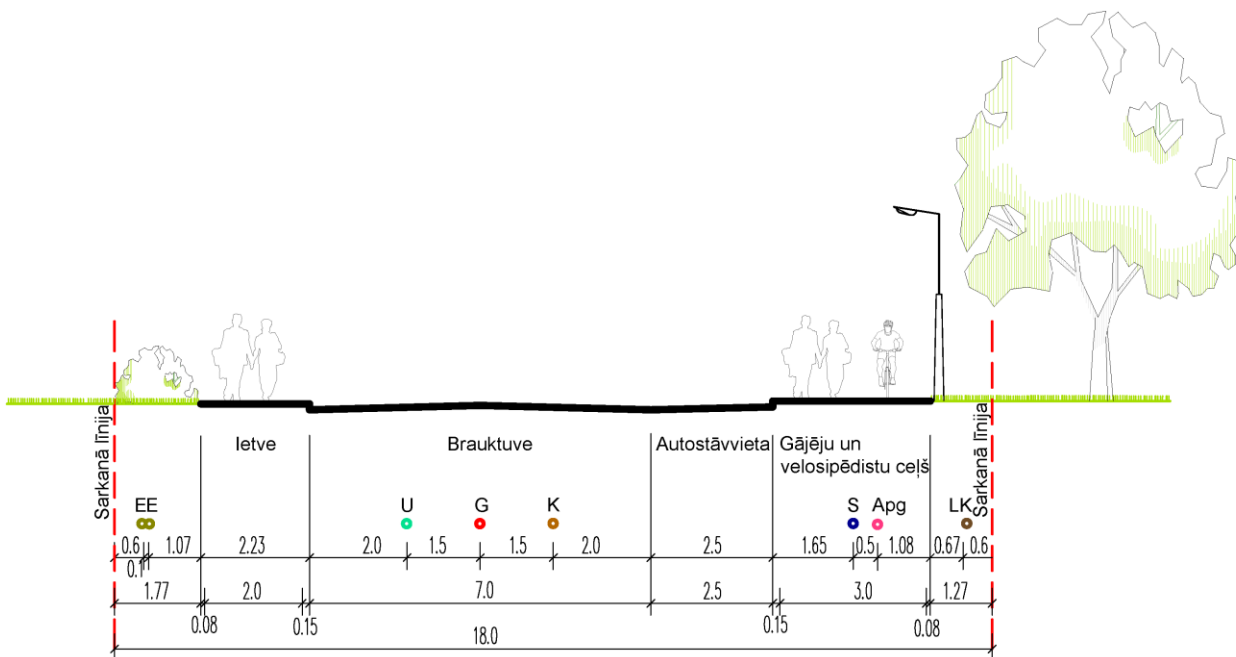 Sarkanā līnija
Ietve
Brauktuve
Autostāvvieta
Gājēju un
velosipēdistu ceļš
Sarkanā līnija
EE
U
G
K
S
Apg
LK
0.6
1.07
2.23
2.0
1.5
1.5
2.0
2.5
1.65
0.5
1.08
0.67
0.6
0.1
1.77
2.0
7.0
2.5
3.0
1.27
0.08
0.15
0.15
0.08
18.0